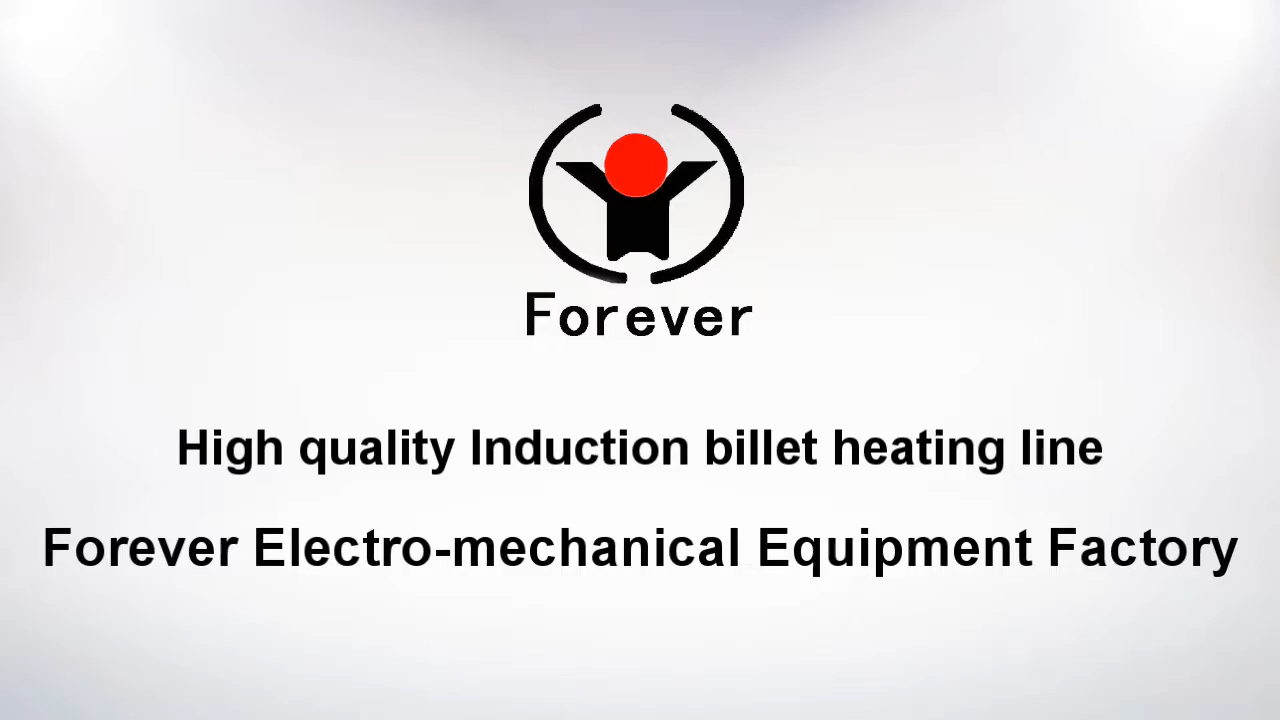 Forever
High quality Induction billet heating line
Forever Electro-mechanical Equipment Factory